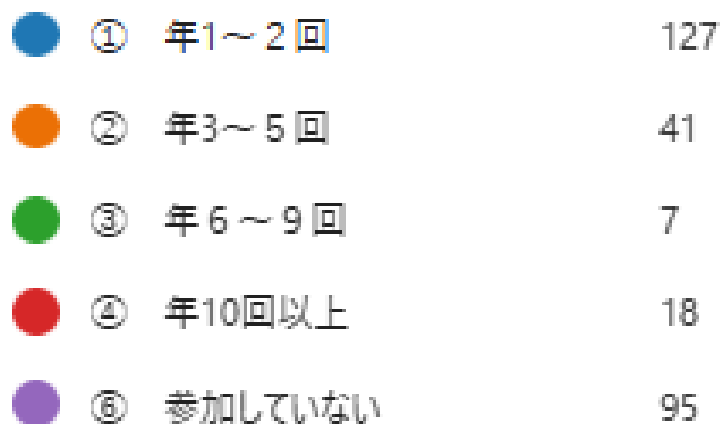 ① 年1～2回 127
② 年3～5回 41
③ 年6～9回 7
④ 年10回以上 18
⑥ 参加していない 95